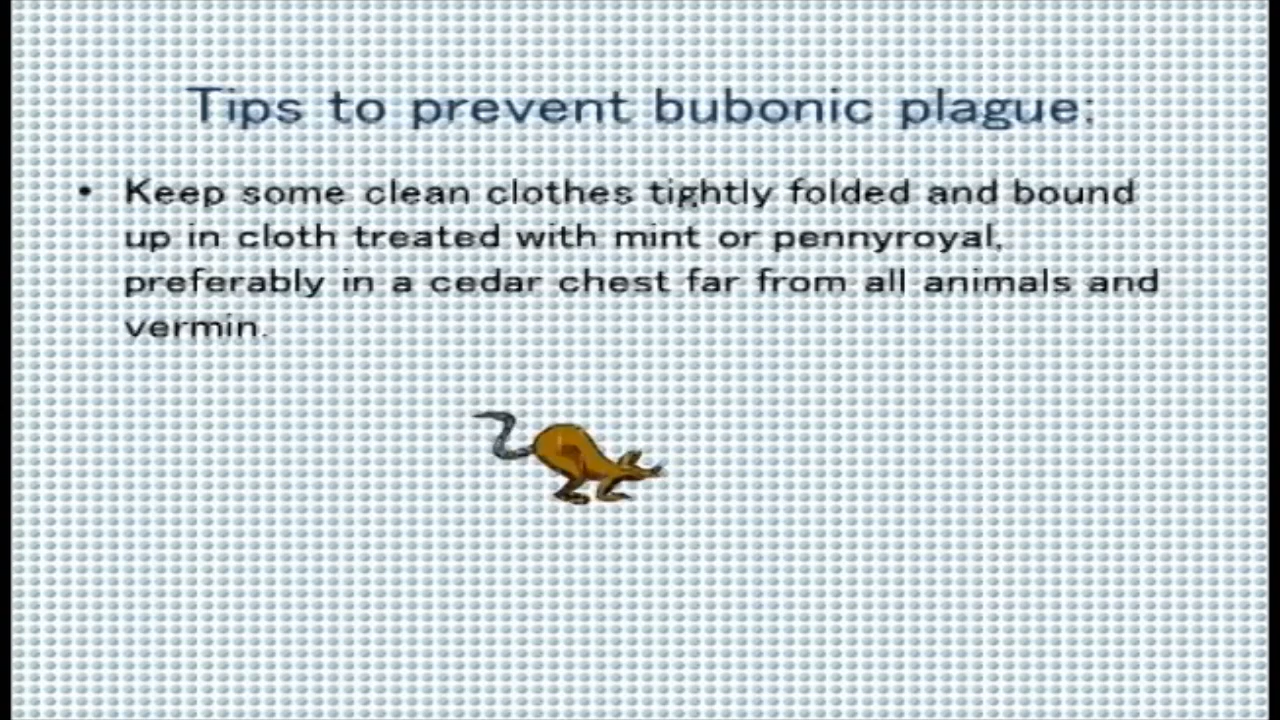 Tips to prevent bubonic plague:
• Keep some clean clothes tightly folded and bound
up in cloth treated with mint or pennyroyal,
preferably in a cedar chest far from all animals and
vermin.